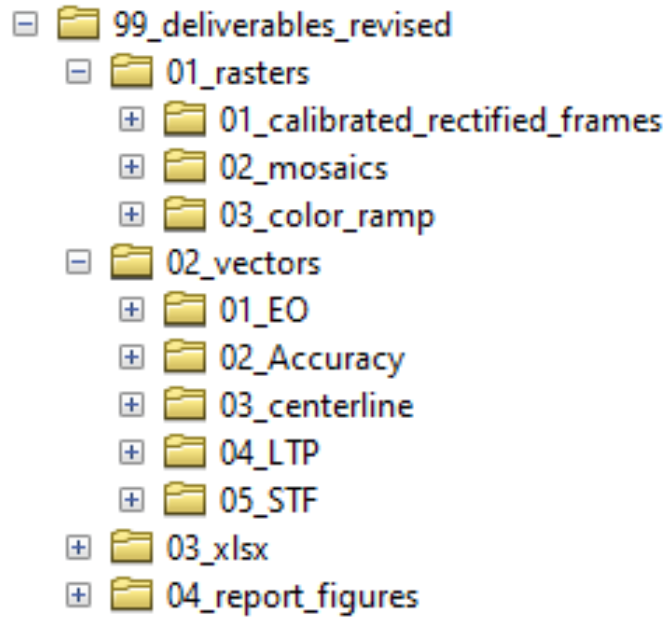 99_deliverables_revised
01_rasters
01_calibrated_rectified_frames
02_mosaics
03_color_ramp
02_vectors
01_EO
02_Accuracy
03_centerline
04_LTP
05_STF
03_xlsx
04_report_figures